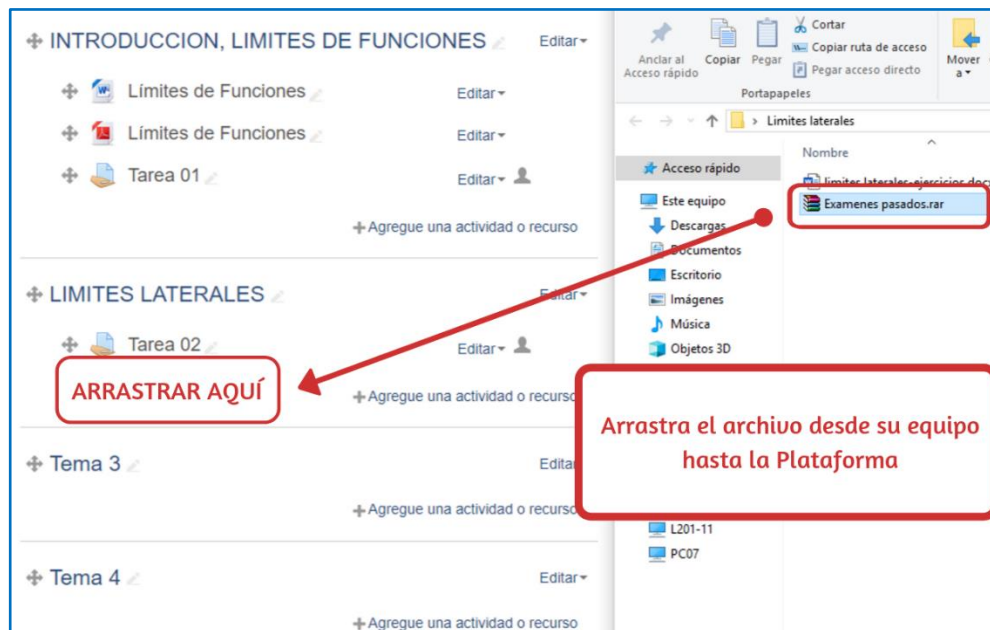 INTRODUCCION, LIMITES DE FUNCIONES Editar
Límites de Funciones Editar
Límites de Funciones Editar
Tarea 01 Editar
Agregue una actividad o recurso
LIMITES LATERALES Editar
Tarea 02 Editar
ARRASTRAR AQUÍ
Agregue una actividad o recurso
Tema 3
Agregue una actividad o recurso
Tema 4 Editar
Agregue una actividad o recurso
Anclar al
Acceso rápido
Copiar
Pegar
Cortar
Copiar ruta de acceso
Pegar acceso directo
Mover
a
Portapapeles
> Limites laterales
Nombre
limites laterales-ejercicios
Examenes pasados.rar
Acceso rápido
Este equipo
Descargas
Documentos
Escritorio
Imágenes
Música
Objetos 3D
Arrastra el archivo desde su equipo
hasta la Plataforma
L201-11
PC07